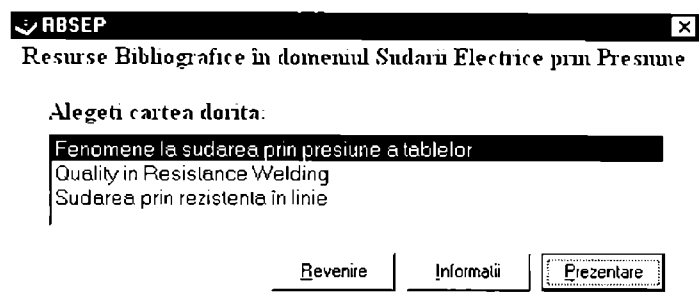 RBSEP
Resurse Bibliografice în domeniul Sudarii Electrice prin Presiune
Alegeti cartea dorita:
Fenomene la sudarea prin presiune a tablelor
Quality in Resistance Welding
Sudarea prin rezistenta în linie
Revenire Informatii Prezentare